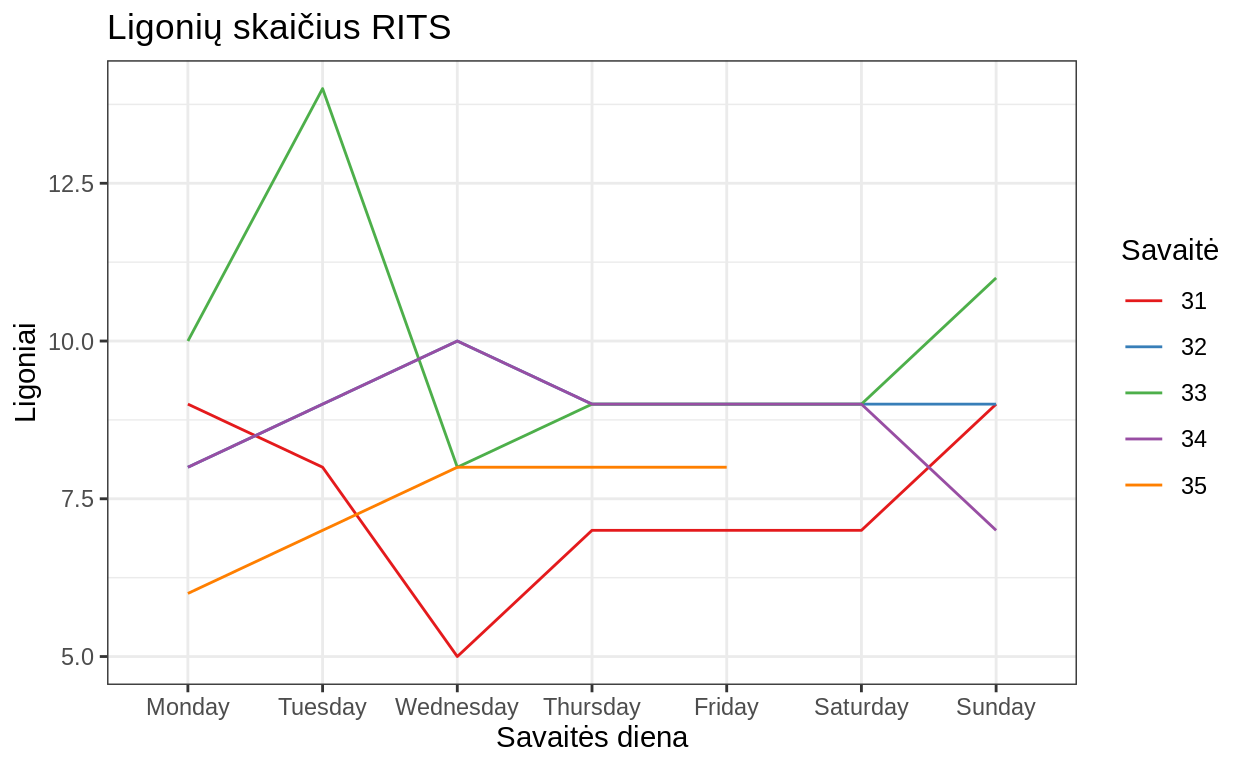 Ligonių skaičius RITS
Ligoniai
12.5
10.0
7.5
5.0
Monday Tuesday Wednesday Thursday Friday Saturday Sunday
Savaitės diena
Savaitė
31
32
33
34
35